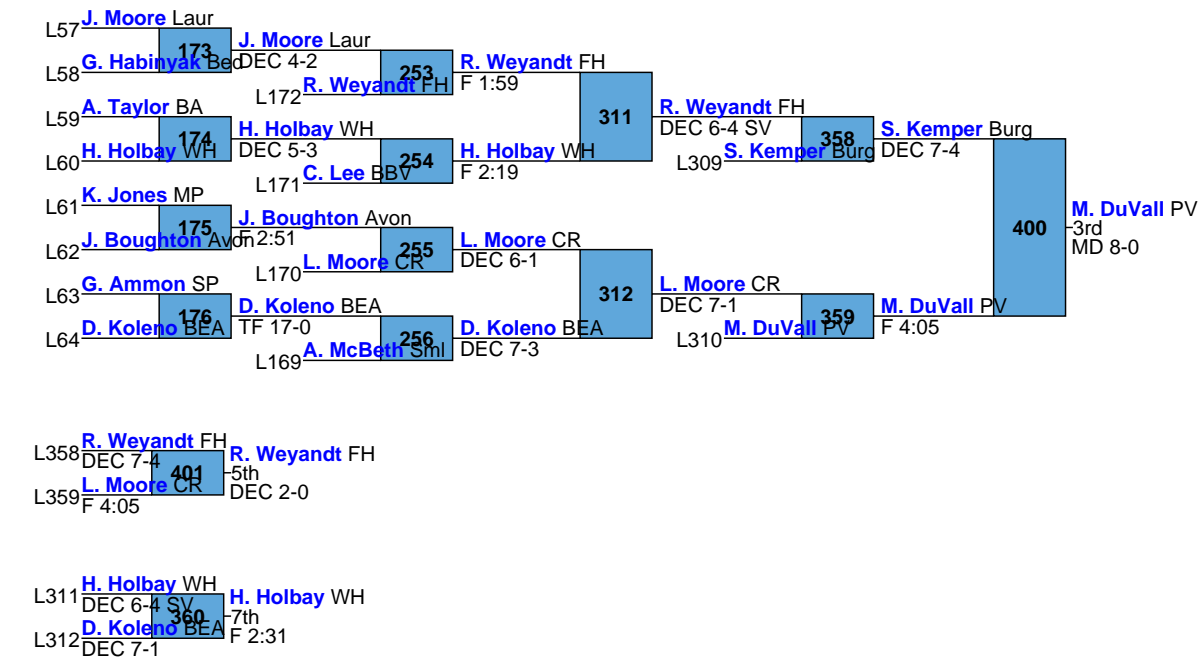 L57 J. Moore Laur
173
L58 G. Habinyak Bed
J. Moore Laur
DEC 4-2
253
L172 R. Weyandt FH
R. Weyandt FH
F 1:59
L59 A. Taylor BA
174
L60 H. Holbay WH
H. Holbay WH
DEC 5-3
254
L171 C. Lee BBV
H. Holbay WH
F 2:19
311
R. Weyandt FH
DEC 6-4 SV
358
L309 S. Kemper Burg
S. Kemper Burg
DEC 7-4
L61 K. Jones MP
175
L62 J. Boughton Avon
J. Boughton Avon
F 2:51
255
L170 L. Moore CR
L. Moore CR
DEC 6-1
L63 G. Ammon SP
176
L64 D. Koleno BEA
D. Koleno BEA
TF 17-0
256
L169 A. McBeth Sml
D. Koleno BEA
DEC 7-3
312
L. Moore CR
DEC 7-1
359
L310 M. DuVall PV
M. DuVall PV
F 4:05
400
M. DuVall PV
3rd
MD 8-0
L358 R. Weyandt FH
DEC 7-4
401
L359 L. Moore CR
F 4:05
R. Weyandt FH
5th
DEC 2-0
L311 H. Holbay WH
DEC 6-4 SV
360
L312 D. Koleno BEA
DEC 7-1
H. Holbay WH
7th
F 2:31